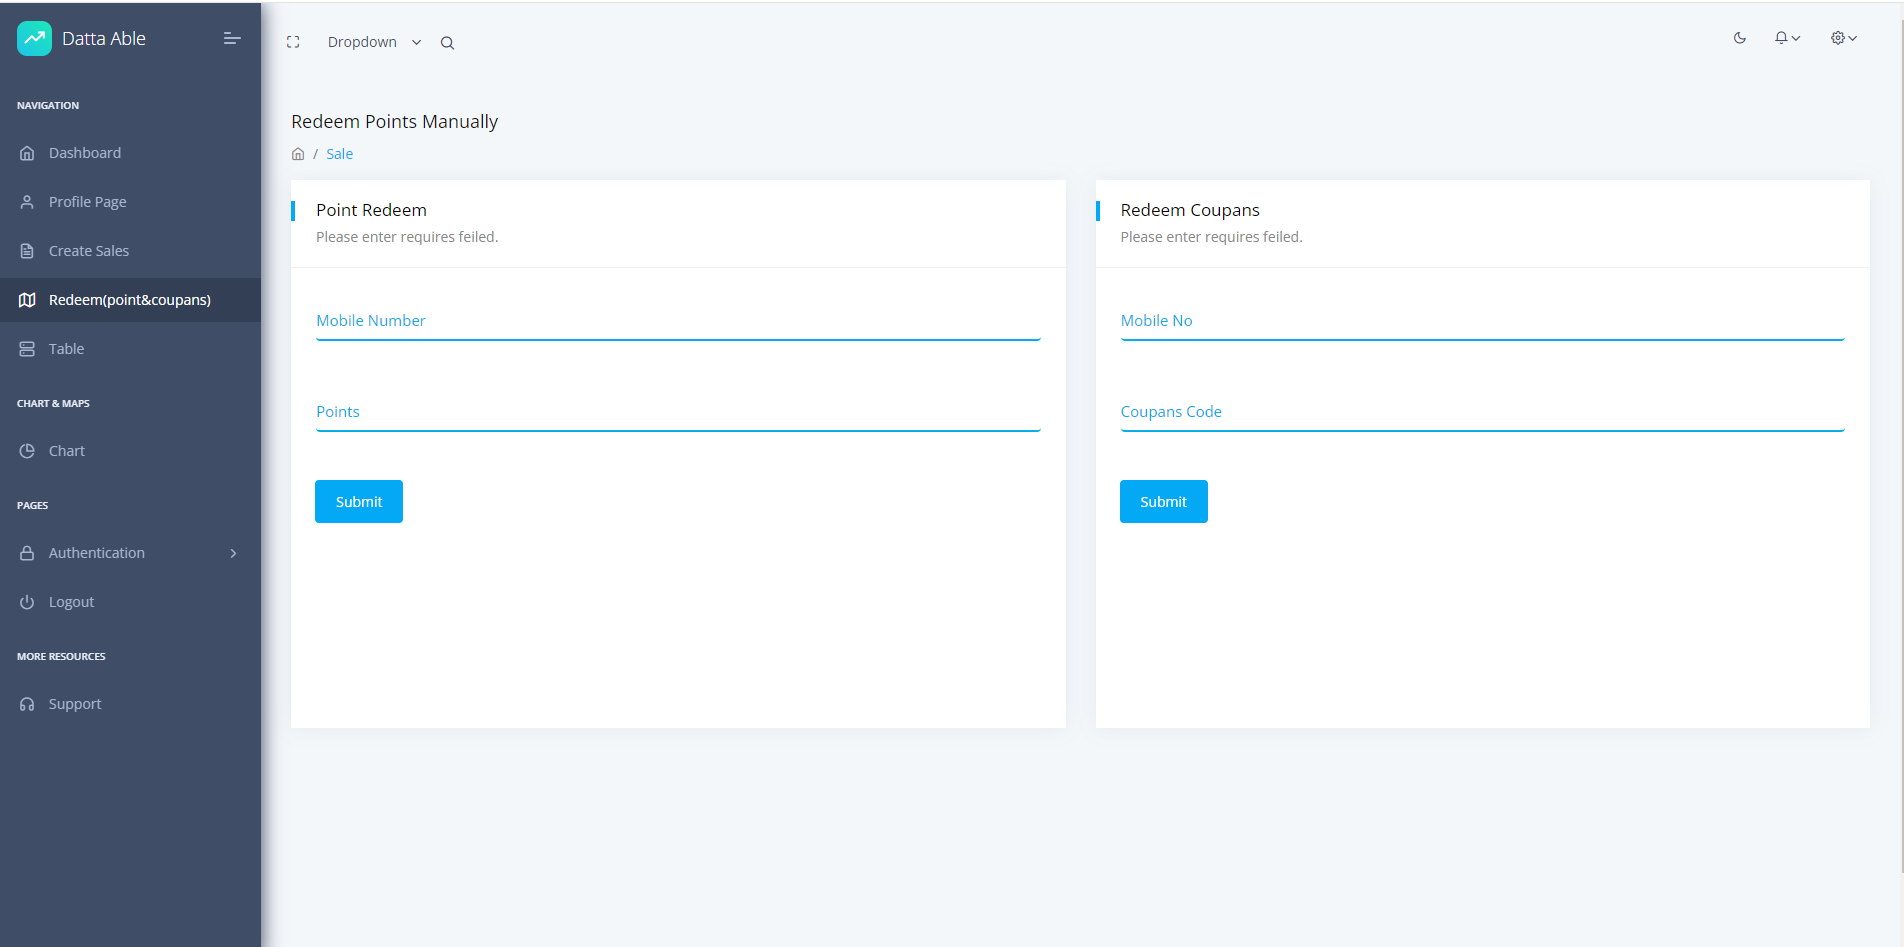 Datta Able
NAVIGATION
Dashboard
Profile Page
Create Sales
Redeem(point&coupans)
Table
CHART & MAPS
Chart
PAGES
Authentication
Logout
MORE RESOURCES
Support
Dropdown
Redeem Points Manually
/ Sale
Point Redeem
Please enter requires feiled.
Mobile Number
Points
Submit
Redeem Coupans
Please enter requires feiled.
Mobile No
Coupans Code
Submit